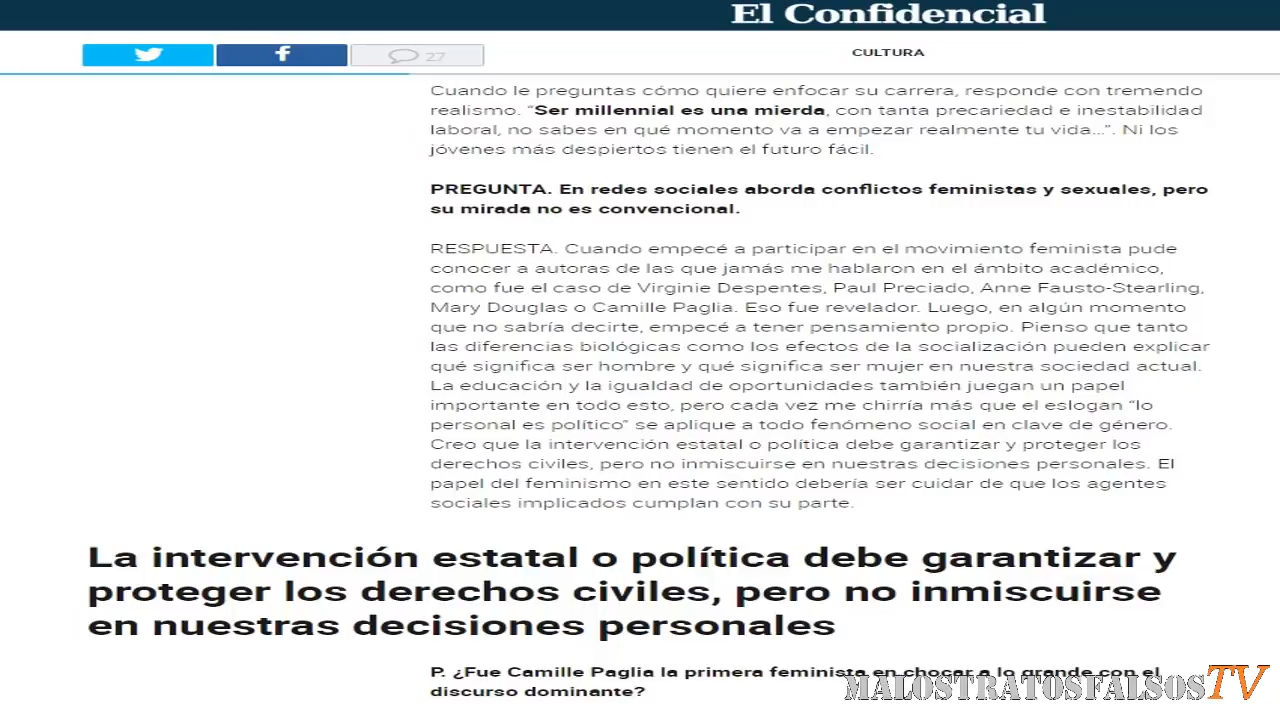 El Confidencial
27
CULTURA
Cuando le preguntas cómo quiere enfocar su carrera, responde con tremendo
realismo. “Ser millennial es una mierda, con tanta precariedad e inestabilidad
laboral, no sabes en qué momento va a empezar realmente tu vida...”. Ni los
jóvenes más despiertos tienen el futuro fácil.
PREGUNTA. En redes sociales aborda conflictos feministas y sexuales, pero
su mirada no es convencional.
RESPUESTA. Cuando empecé a participar en el movimiento feminista pude
conocer a autoras de las que jamás me hablaron en el ámbito académico,
como fue el caso de Virginie Despentes, Paul Preciado, Anne Fausto-Stearling,
Mary Douglas o Camille Paglia. Eso fue revelador. Luego, en algún momento
que no sabría decirte, empecé a tener pensamiento propio. Pienso que tanto
las diferencias biológicas como los efectos de la socialización pueden explicar
qué significa ser hombre y qué significa ser mujer en nuestra sociedad actual.
La educación y la igualdad de oportunidades también juegan un papel
importante en todo esto, pero cada vez me chirría más que el eslogan “lo
personal es político” se aplique a todo fenómeno social en clave de género.
Creo que la intervención estatal o política debe garantizar y proteger los
derechos civiles, pero no inmiscuirse en nuestras decisiones personales. El
papel del feminismo en este sentido debería ser cuidar de que los agentes
sociales implicados cumplan con su parte.
La intervención estatal o política debe garantizar y
proteger los derechos civiles, pero no inmiscuirse
en nuestras decisiones personales
P. ¿Fue Camille Paglia la primera feminista en chocar a lo grande con el
discurso dominante?
MALOSTRATOSFALSOSTV